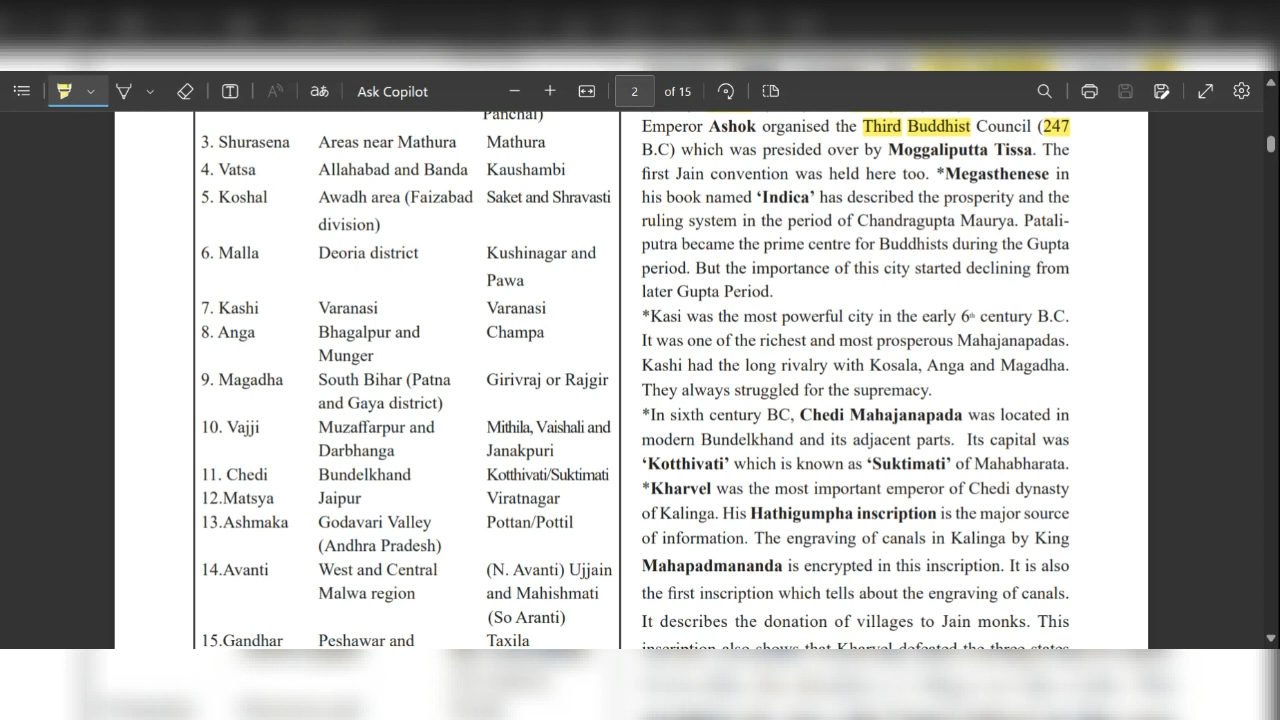 Ask Copilot
2 of 15
Panchal)
3. Shurasena Areas near Mathura Mathura
4. Vatsa Allahabad and Banda Kaushambi
5. Koshal Awadh area (Faizabad Saket and Shravasti
division)
6. Malla Deoria district Kushinagar and
Pawa
7. Kashi Varanasi Varanasi
8. Anga Bhagalpur and Champa
Munger
9. Magadha South Bihar (Patna Girivraj or Rajgir
and Gaya district)
10. Vajji Muzaffarpur and Mithila, Vaishali and
Darbhanga Janakpuri
11. Chedi Bundelkhand Kotthivati/Suktimati
12.Matsya Jaipur Viratnagar
13.Ashmaka Godavari Valley Pottan/Pottil
(Andhra Pradesh)
14.Avanti West and Central (N. Avanti) Ujjain
Malwa region and Mahishmati
(So Aranti)
15.Gandhar Peshawar and Taxila
Emperor Ashok organised the Third Buddhist Council (247
B.C) which was presided over by Moggaliputta Tissa. The
first Jain convention was held here too. *Megasthenese in
his book named ‘Indica’ has described the prosperity and the
ruling system in the period of Chandragupta Maurya. Patali-
putra became the prime centre for Buddhists during the Gupta
period. But the importance of this city started declining from
later Gupta Period.
*Kasi was the most powerful city in the early 6th century B.C.
It was one of the richest and most prosperous Mahajanapadas.
Kashi had the long rivalry with Kosala, Anga and Magadha.
They always struggled for the supremacy.
*In sixth century BC, Chedi Mahajanapada was located in
modern Bundelkhand and its adjacent parts. Its capital was
‘Kotthivati’ which is known as ‘Suktimati’ of Mahabharata.
*Kharvel was the most important emperor of Chedi dynasty
of Kalinga. His Hathigumpha inscription is the major source
of information. The engraving of canals in Kalinga by King
Mahapadmananda is encrypted in this inscription. It is also
the first inscription which tells about the engraving of canals.
It describes the donation of villages to Jain monks. This
inscription also shows that Kharvel defeated the three states